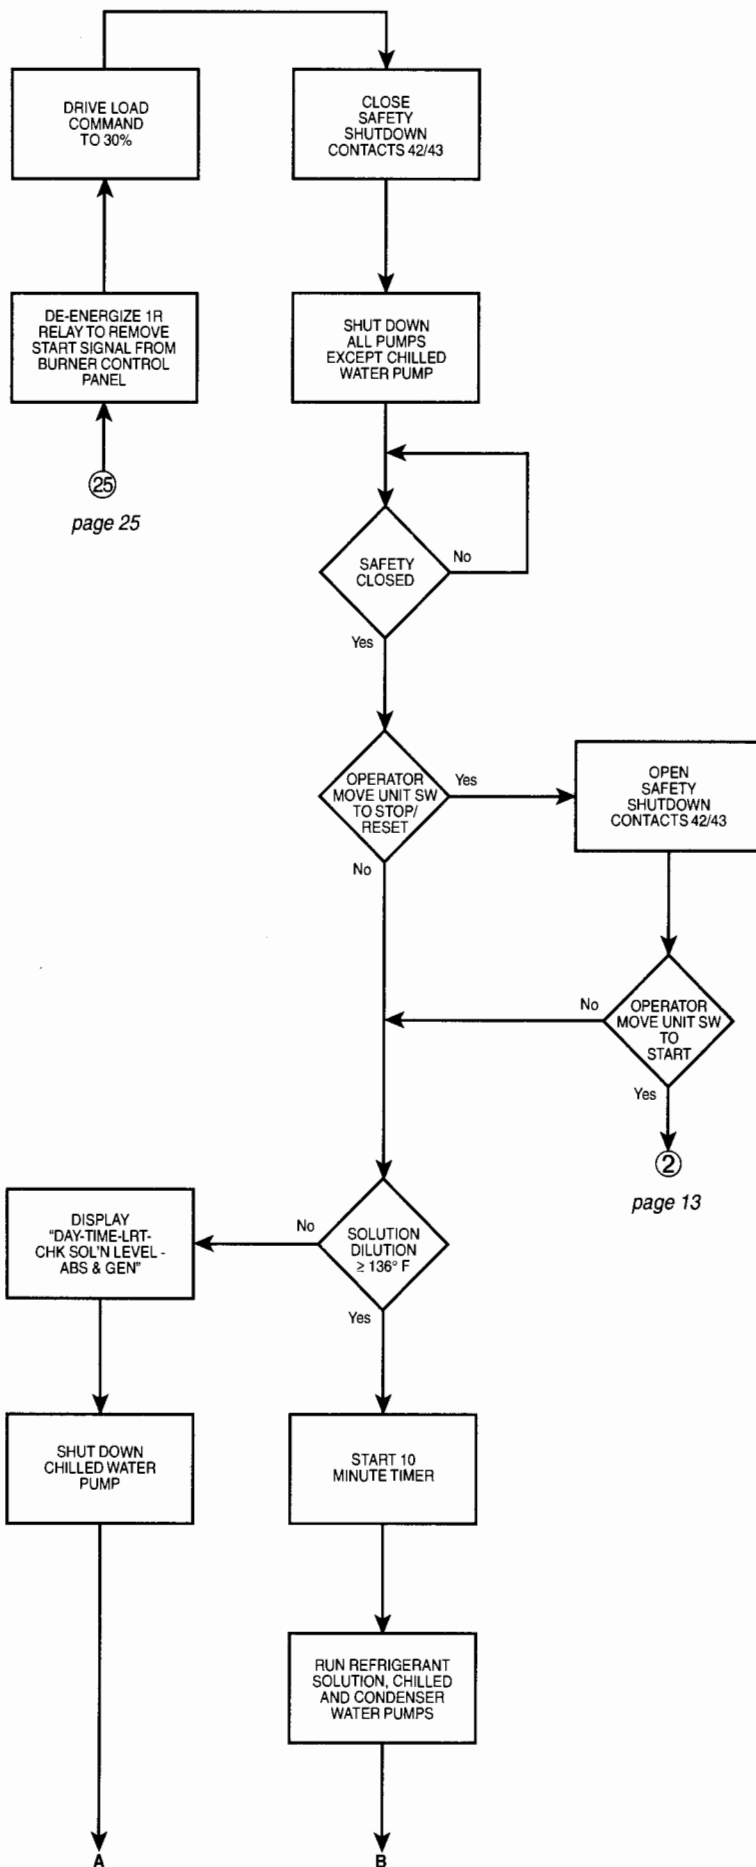 DRIVE LOAD
COMMAND
TO 30%
CLOSE
SAFETY
SHUTDOWN
CONTACTS 42/43
DE-ENERGIZE 1R
RELAY TO REMOVE
START SIGNAL FROM
BURNER CONTROL
PANEL
SHUT DOWN
ALL PUMPS
EXCEPT CHILLED
WATER PUMP
25
page 25
SAFETY
CLOSED
No
Yes
OPERATOR
MOVE UNIT SW
TO STOP/
RESET
Yes
No
OPEN
SAFETY
SHUTDOWN
CONTACTS 42/43
OPERATOR
MOVE UNIT SW
TO
START
No
Yes
2
page 13
SOLUTION
DILUTION
≥ 136° F
No
Yes
DISPLAY
"DAY-TIME-LRT-
CHK SOL'N LEVEL -
ABS & GEN"
SHUT DOWN
CHILLED WATER
PUMP
START 10
MINUTE TIMER
RUN REFRIGERANT
SOLUTION, CHILLED
AND CONDENSER
WATER PUMPS
A
B